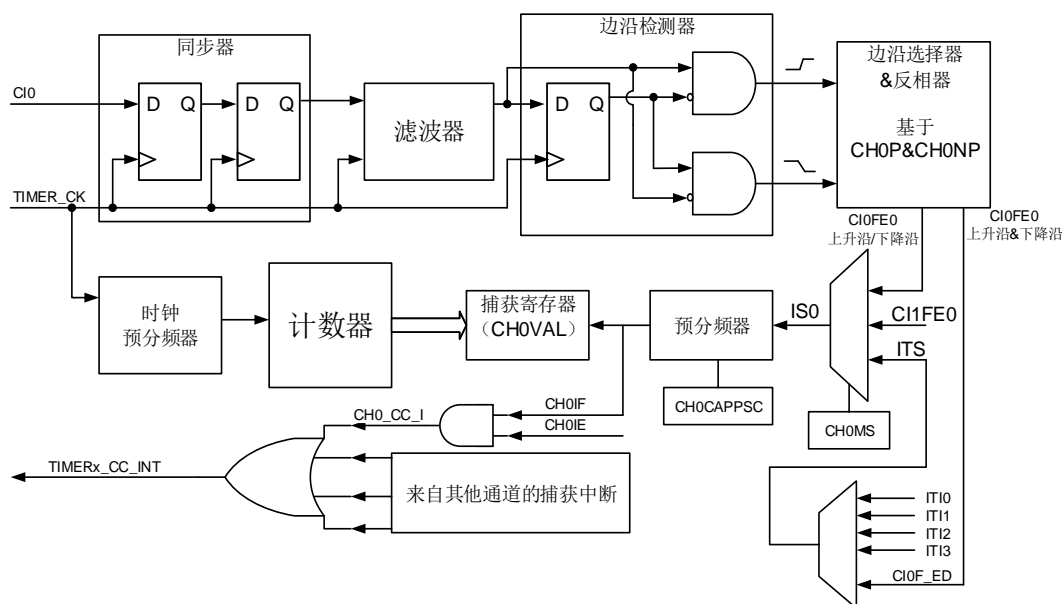 同步器
边沿检测器
CI0
D
Q
D
Q
滤波器
D
Q
边沿选择器
&反相器
基于
CH0P&CH0NP
TIMER_CK
CI0FE0
上升沿/下降沿
CI0FE0
上升沿&下降沿
时钟
预分频器
计数器
捕获寄存器
（CH0VAL）
预分频器
IS0
CI1FE0
ITS
CH0CAPPSC
CH0MS
CH0_CC_I
CH0IF
CH0IE
TIMERx_CC_INT
来自其他通道的捕获中断
ITI0
ITI1
ITI2
ITI3
CI0F_ED